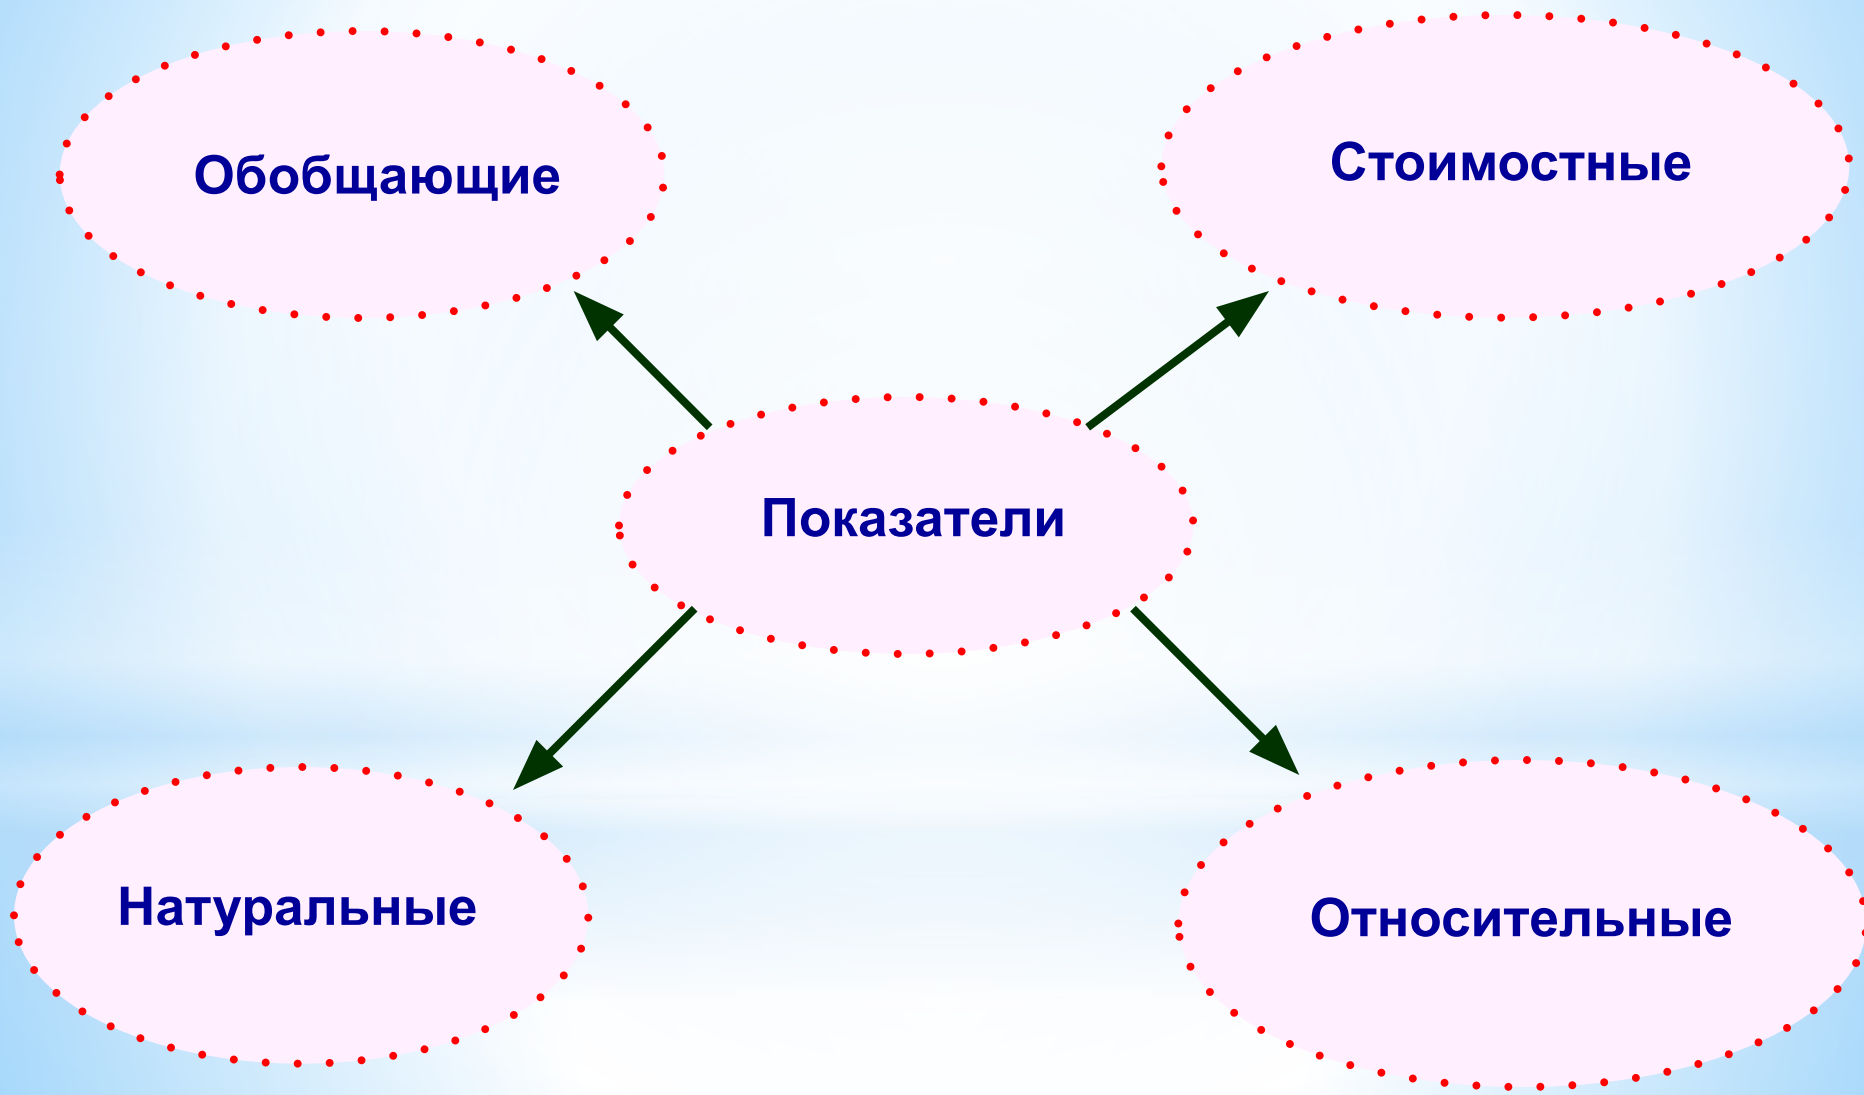 Обобщающие
Стоимостные
Показатели
Натуральные
Относительные